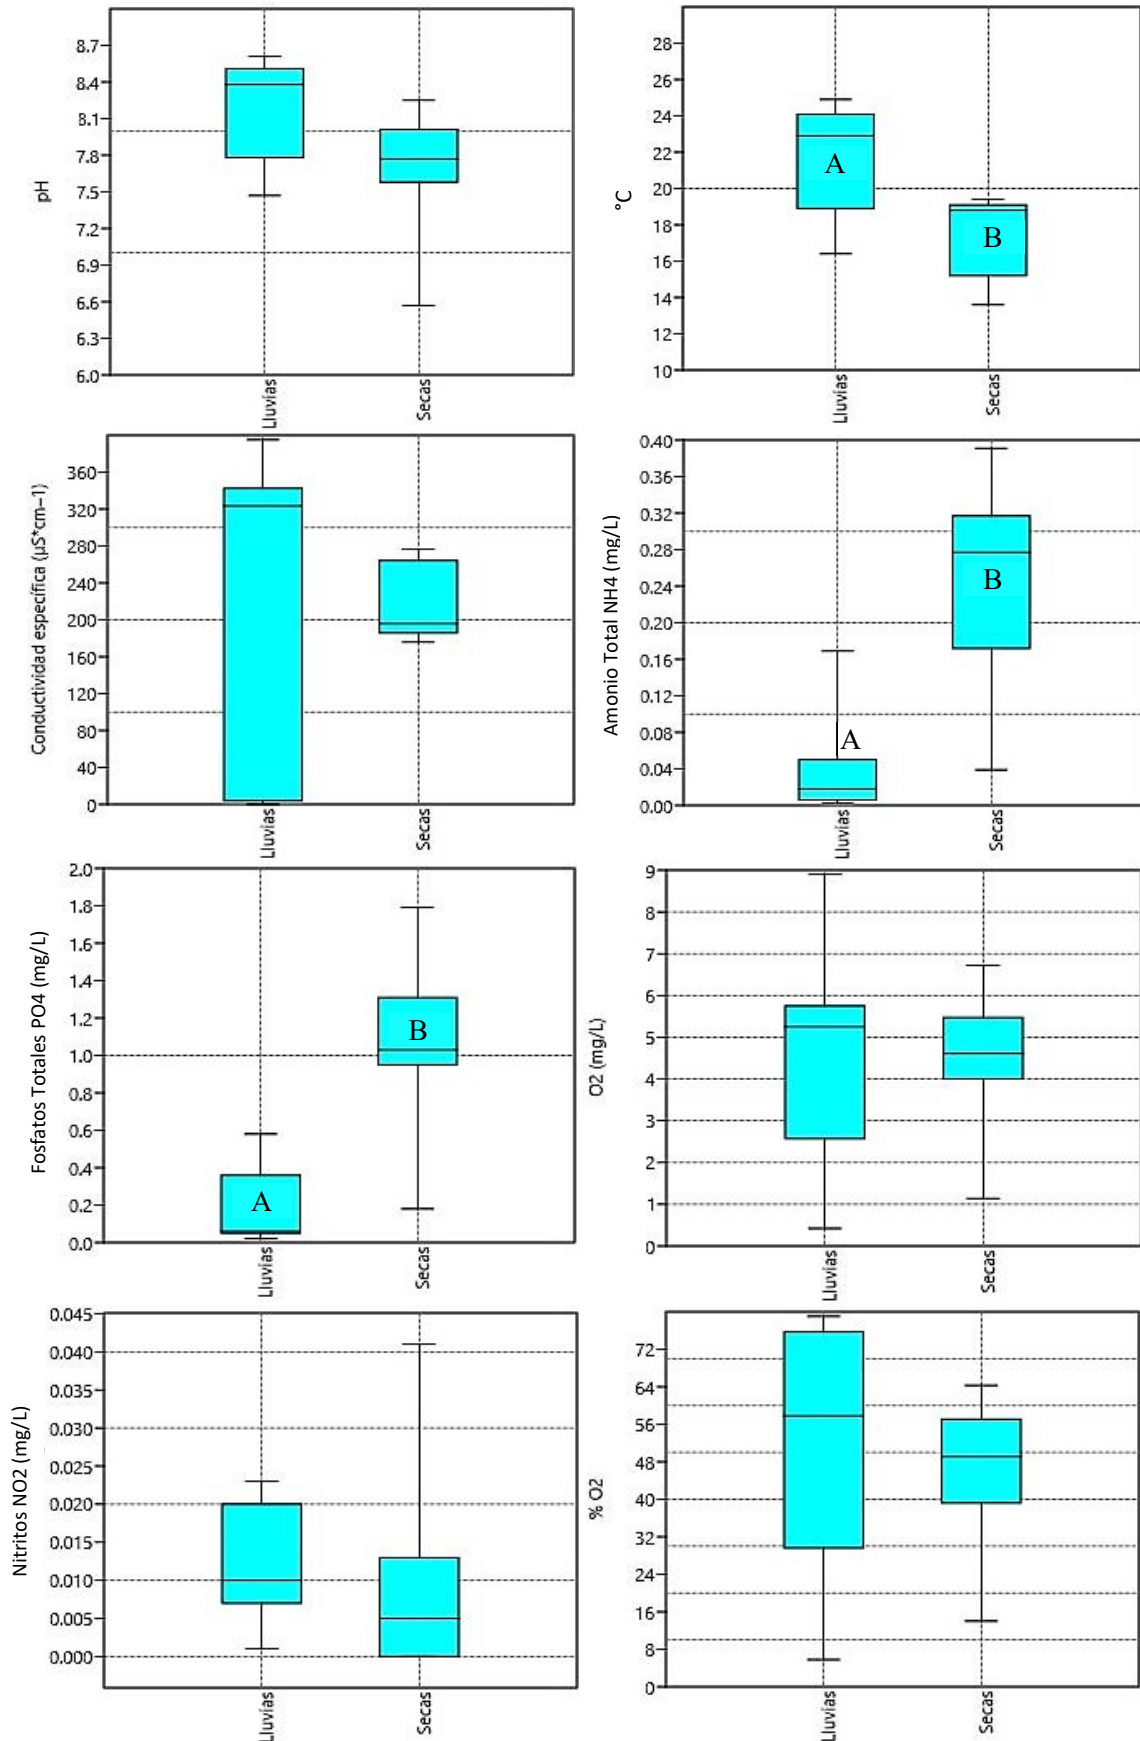 8.7
8.4
8.1
7.8
7.5
7.2
6.9
6.6
6.3
6.0
pH
Lluvias
Secas
28
26
24
22
20
18
16
14
12
10
°C
A
B
Lluvias
Secas
360
320
280
240
200
160
120
80
40
0
Conductividad específica (µS*cm−1)
Lluvias
Secas
0.40
0.36
0.32
0.28
0.24
0.20
0.16
0.12
0.08
0.04
0.00
Amonio Total NH4 (mg/L)
A
B
Lluvias
Secas
2.0
1.8
1.6
1.4
1.2
1.0
0.8
0.6
0.4
0.2
0.0
Fosfatos Totales PO4 (mg/L)
A
B
Lluvias
Secas
9
8
7
6
5
4
3
2
1
0
O2 (mg/L)
Lluvias
Secas
0.045
0.040
0.035
0.030
0.025
0.020
0.015
0.010
0.005
0.000
Nitritos NO2 (mg/L)
Lluvias
Secas
72
64
56
48
40
32
24
16
8
0
% O2
Lluvias
Secas